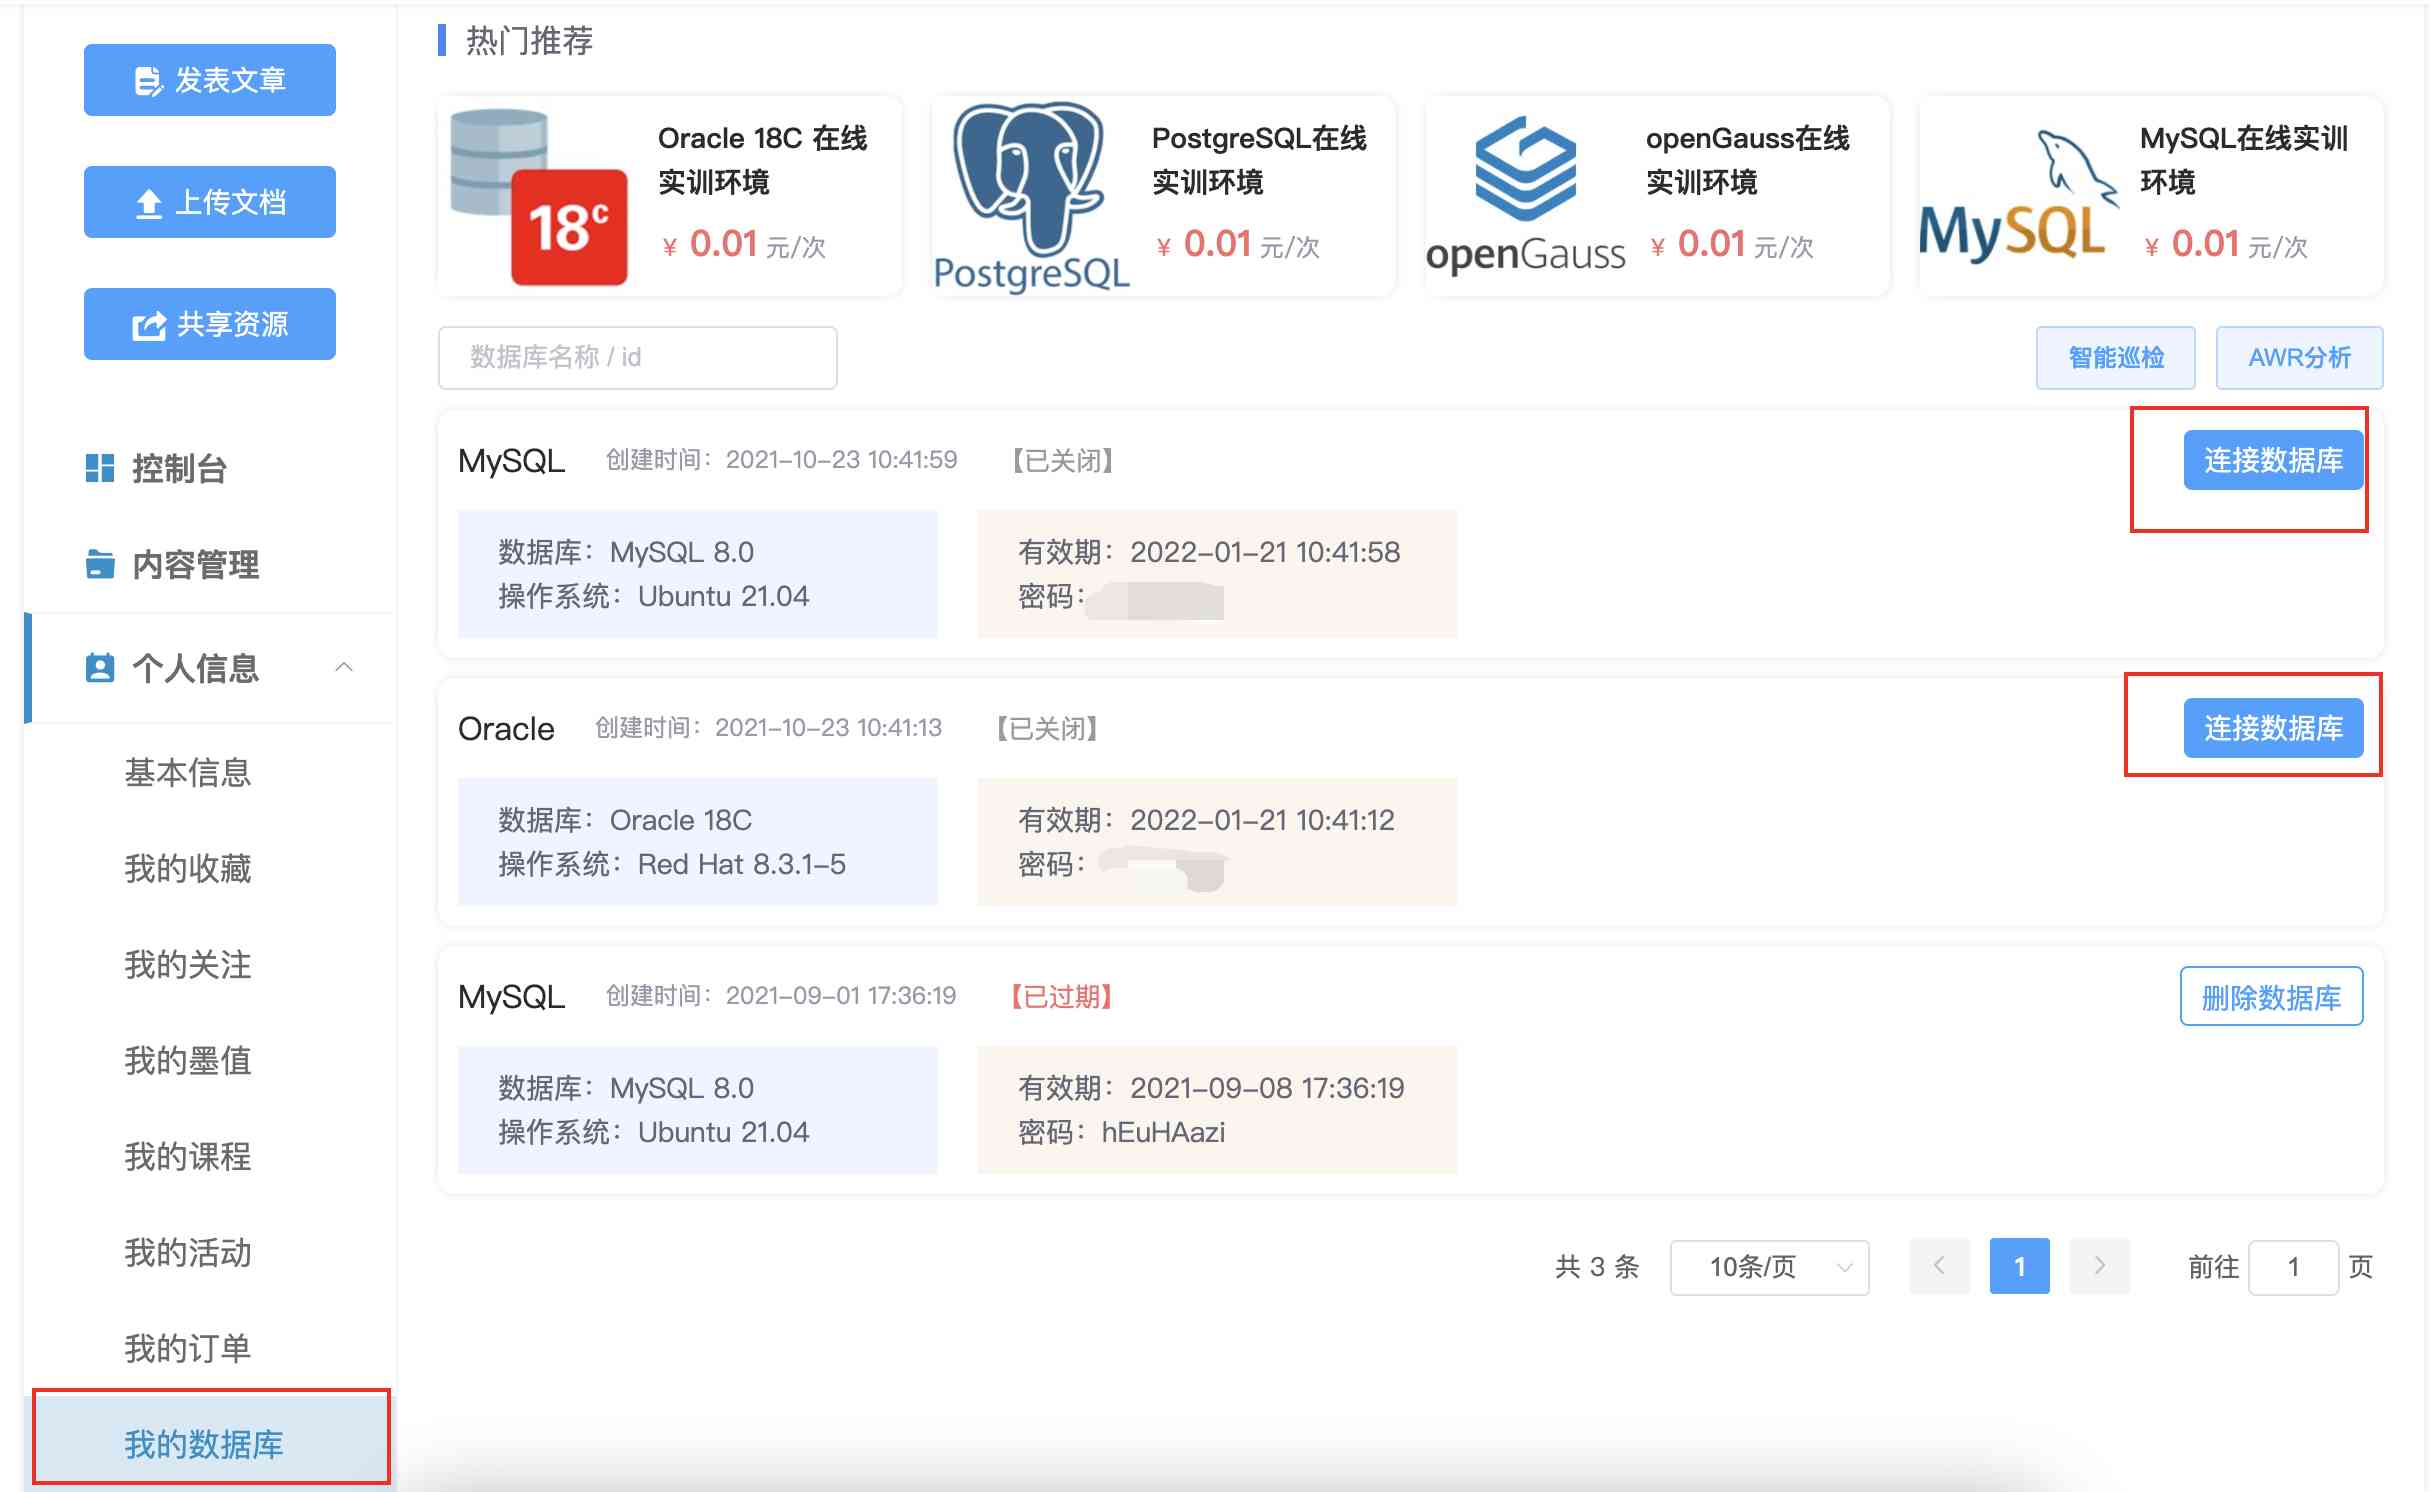 发表文章
上传文档
共享资源
控制台
内容管理
个人信息
基本信息
我的收藏
我的关注
我的墨值
我的课程
我的活动
我的订单
我的数据库
热门推荐
18c
Oracle 18C 在线
实训环境
¥ 0.01 元/次
PostgreSQL
PostgreSQL在线
实训环境
¥ 0.01 元/次
openGauss
openGauss在线
实训环境
¥ 0.01 元/次
MySQL
MySQL在线实训
环境
¥ 0.01 元/次
数据库名称 / id
智能巡检
AWR分析
MySQL 创建时间：2021-10-23 10:41:59 【已关闭】
连接数据库
数据库：MySQL 8.0
操作系统：Ubuntu 21.04
有效期：2022-01-21 10:41:58
密码：
Oracle 创建时间：2021-10-23 10:41:13 【已关闭】
连接数据库
数据库：Oracle 18C
操作系统：Red Hat 8.3.1-5
有效期：2022-01-21 10:41:12
密码：
MySQL 创建时间：2021-09-01 17:36:19 【已过期】
删除数据库
数据库：MySQL 8.0
操作系统：Ubuntu 21.04
有效期：2021-09-08 17:36:19
密码：hEuHAazi
共 3 条 10条/页 1 前往 1 页